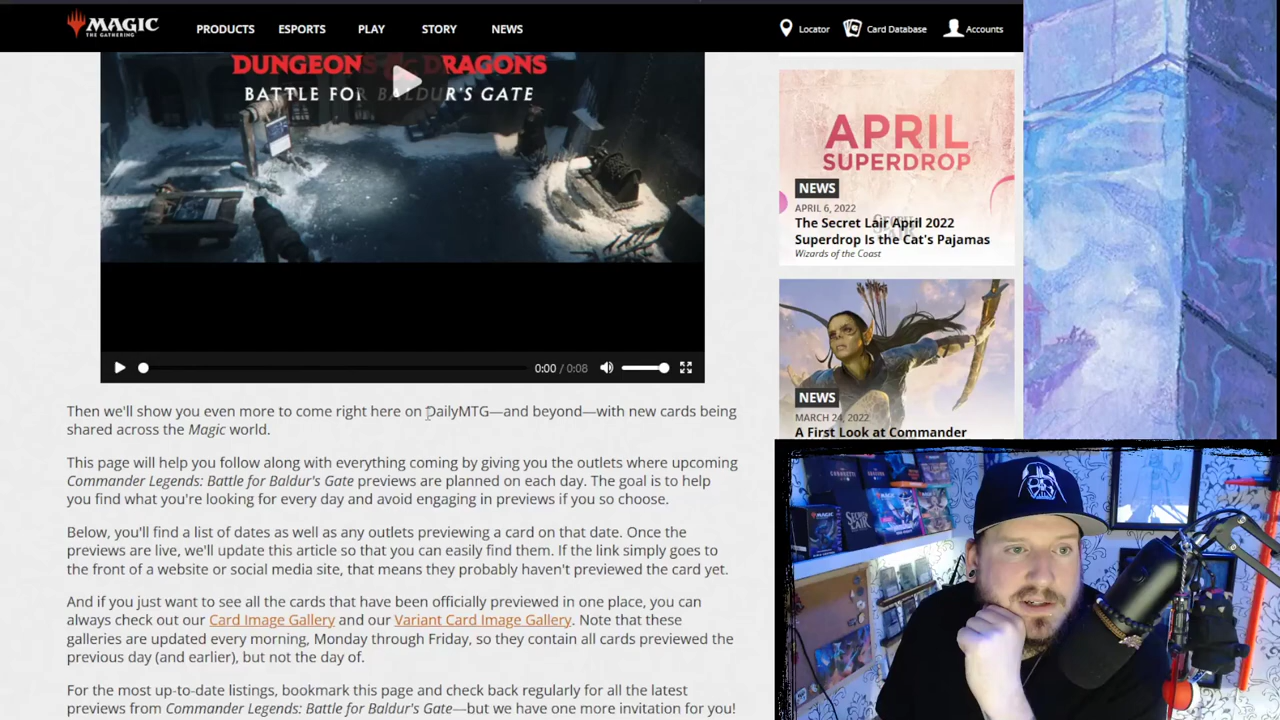 MAGIC
THE GATHERING
PRODUCTS ESPORTS PLAY STORY NEWS
Locator Card Database Accounts
DUNGEONS & DRAGONS
BATTLE FOR BALDUR'S GATE
0:00 / 0:08
Then we'll show you even more to come right here on DailyMTG—and beyond—with new cards being
shared across the Magic world.
This page will help you follow along with everything coming by giving you the outlets where upcoming
Commander Legends: Battle for Baldur's Gate previews are planned on each day. The goal is to help
you find what you're looking for every day and avoid engaging in previews if you so choose.
Below, you'll find a list of dates as well as any outlets previewing a card on that date. Once the
previews are live, we'll update this article so that you can easily find them. If the link simply goes to
the front of a website or social media site, that means they probably haven't previewed the card yet.
And if you just want to see all the cards that have been officially previewed in one place, you can
always check out our Card Image Gallery and our Variant Card Image Gallery. Note that these
galleries are updated every morning, Monday through Friday, so they contain all cards previewed the
previous day (and earlier), but not the day of.
For the most up-to-date listings, bookmark this page and check back regularly for all the latest
previews from Commander Legends: Battle for Baldur's Gate—but we have one more invitation for you!
APRIL
SUPERDROP
NEWS
APRIL 6, 2022
The Secret Lair April 2022
Superdrop Is the Cat's Pajamas
Wizards of the Coast
NEWS
MARCH 24, 2022
A First Look at Commander
MAGIC
SECRET
LAIR